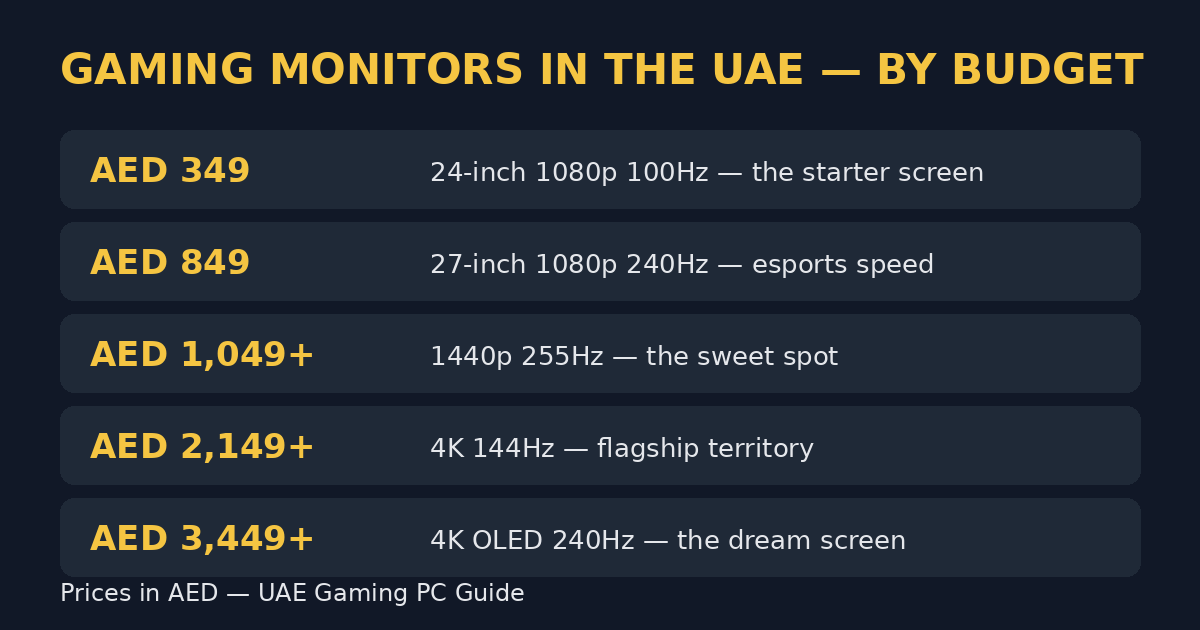 GAMING MONITORS IN THE UAE — BY BUDGET
AED 349 24-inch 1080p 100Hz — the starter screen
AED 849 27-inch 1080p 240Hz — esports speed
AED 1,049+ 1440p 255Hz — the sweet spot
AED 2,149+ 4K 144Hz — flagship territory
AED 3,449+ 4K OLED 240Hz — the dream screen
Prices in AED — UAE Gaming PC Guide